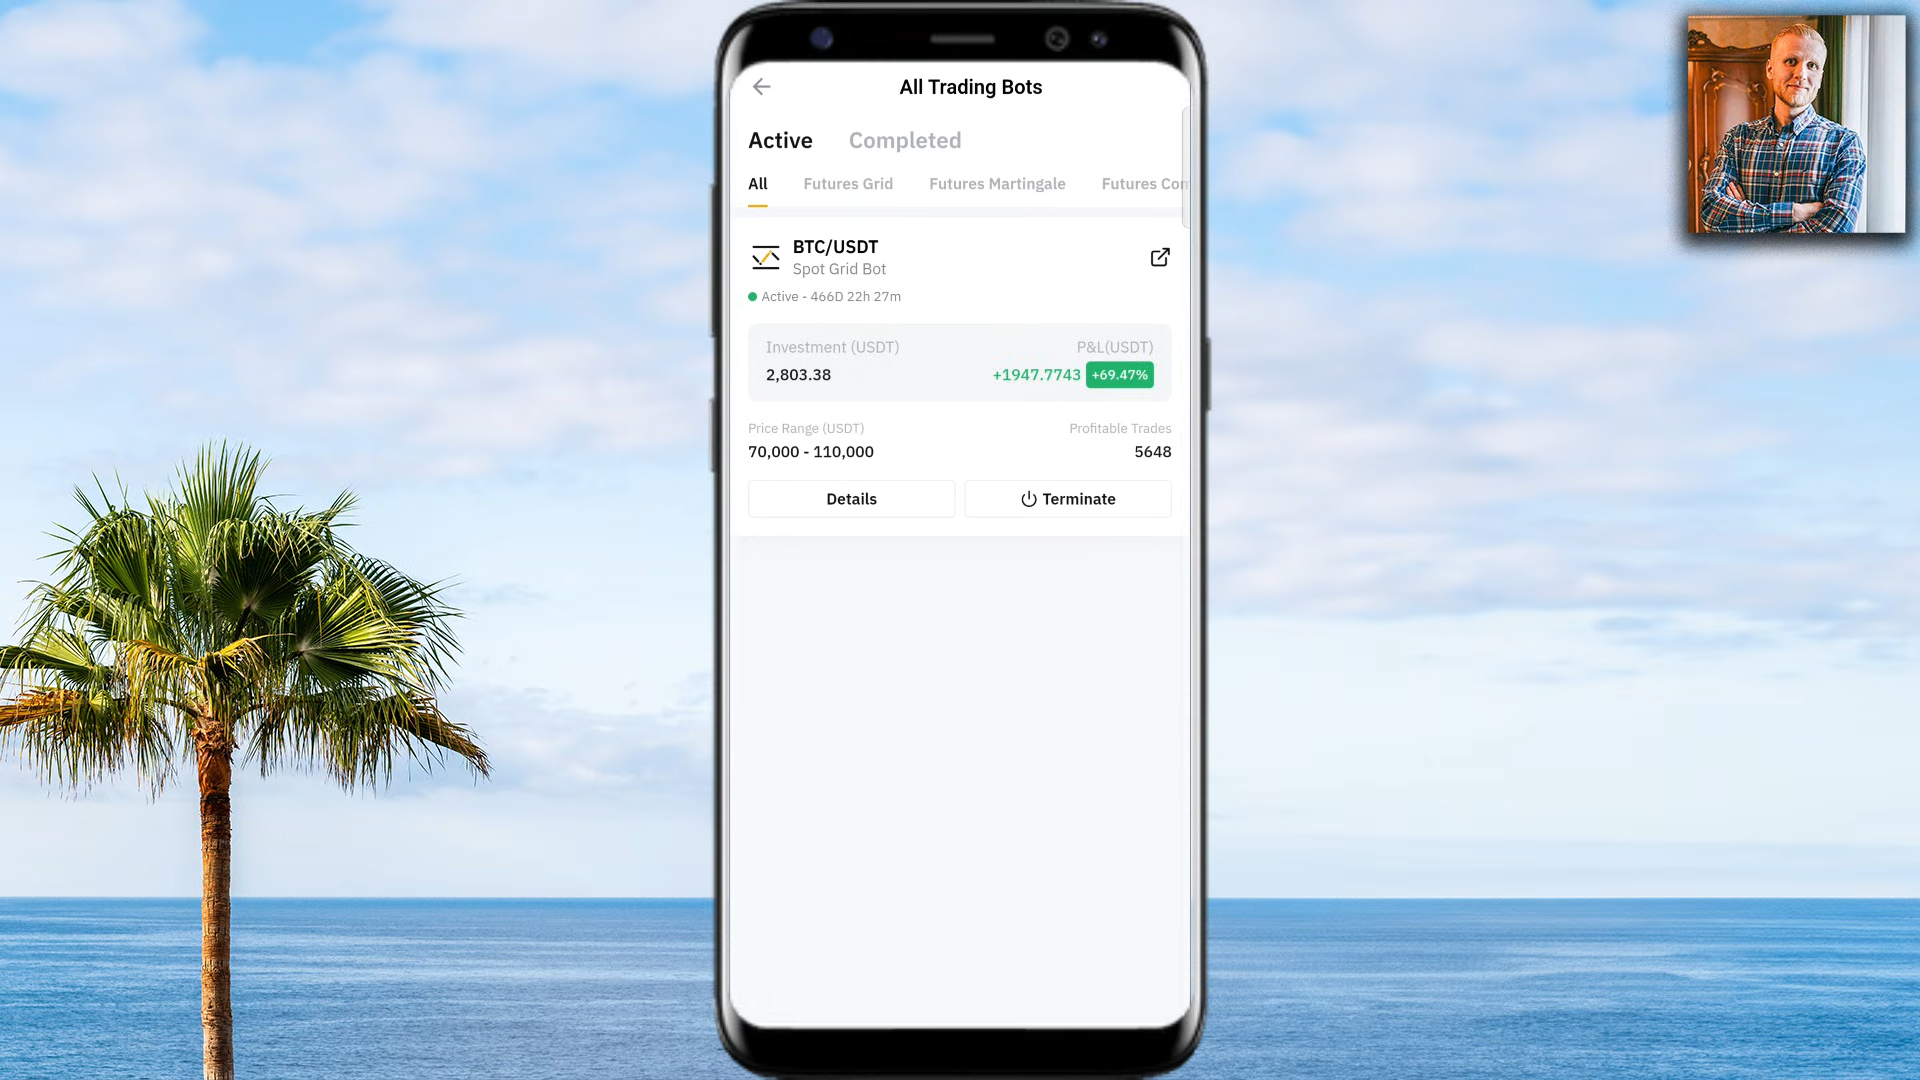 All Trading Bots
Active Completed
All Futures Grid Futures Martingale Futures
BTC/USDT
Spot Grid Bot
Active - 466D 22h 27m
Investment (USDT) P&L(USDT)
2,803.38 +1947.7743 +69.47%
Price Range (USDT) Profitable Trades
70,000 - 110,000 5648
Details Terminate